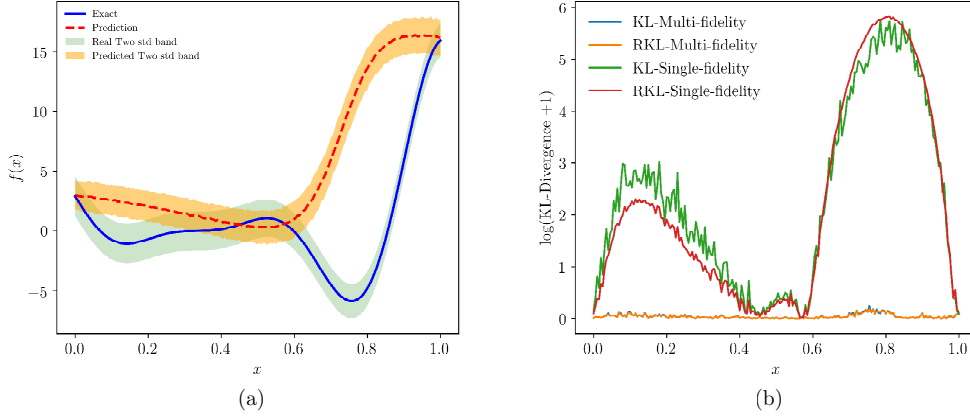 Exact
Prediction
Real Two std band
Predicted Two std band
15
10
5
0
−5
f(x)
0.0 0.2 0.4 0.6 0.8 1.0
x
(a)
KL-Multi-fidelity
RKL-Multi-fidelity
KL-Single-fidelity
RKL-Single-fidelity
6
5
4
3
2
1
0
log(KL-Divergence +1)
0.0 0.2 0.4 0.6 0.8 1.0
x
(b)